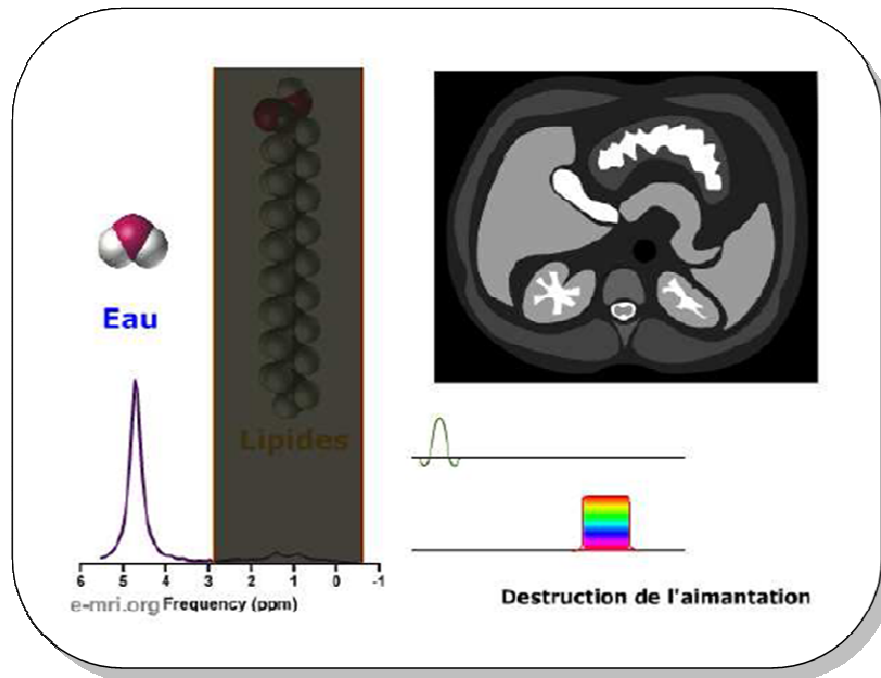 Eau
Lipides
6 5 4 3 2 1 0 -1
e-mri.org Frequency (ppm)
Destruction de l'aimantation